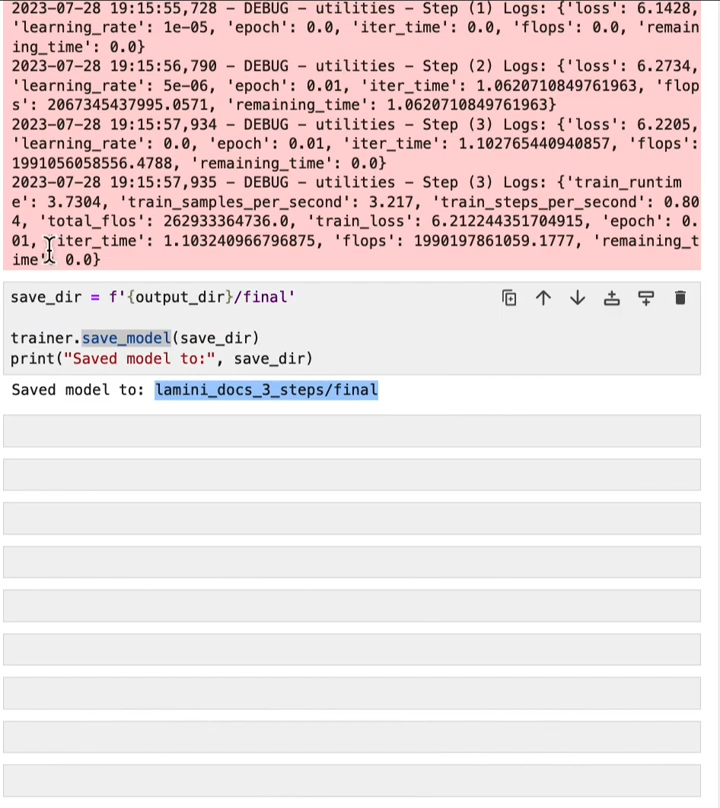 2023-07-28 19:15:55,728 – DEBUG – utilities – Step (1) Logs: {'loss': 6.1428,
'learning_rate': 1e-05, 'epoch': 0.0, 'iter_time': 0.0, 'flops': 0.0, 'remain
ing_time': 0.0}
2023-07-28 19:15:56,790 – DEBUG – utilities – Step (2) Logs: {'loss': 6.2734,
'learning_rate': 5e-06, 'epoch': 0.01, 'iter_time': 1.0620710849761963, 'flop
s': 2067345437995.0571, 'remaining_time': 1.0620710849761963}
2023-07-28 19:15:57,934 – DEBUG – utilities – Step (3) Logs: {'loss': 6.2205,
'learning_rate': 0.0, 'epoch': 0.01, 'iter_time': 1.102765440940857, 'flops':
1991056058556.4788, 'remaining_time': 0.0}
2023-07-28 19:15:57,935 – DEBUG – utilities – Step (3) Logs: {'train_runtim
e': 3.7304, 'train_samples_per_second': 3.217, 'train_steps_per_second': 0.80
4, 'total_flos': 262933364736.0, 'train_loss': 6.212244351704915, 'epoch': 0.
01, 'iter_time': 1.103240966796875, 'flops': 1990197861059.1777, 'remaining_t
ime': 0.0}
save_dir = f'{output_dir}/final'
trainer.save_model(save_dir)
print("Saved model to:", save_dir)
Saved model to: lamini_docs_3_steps/final